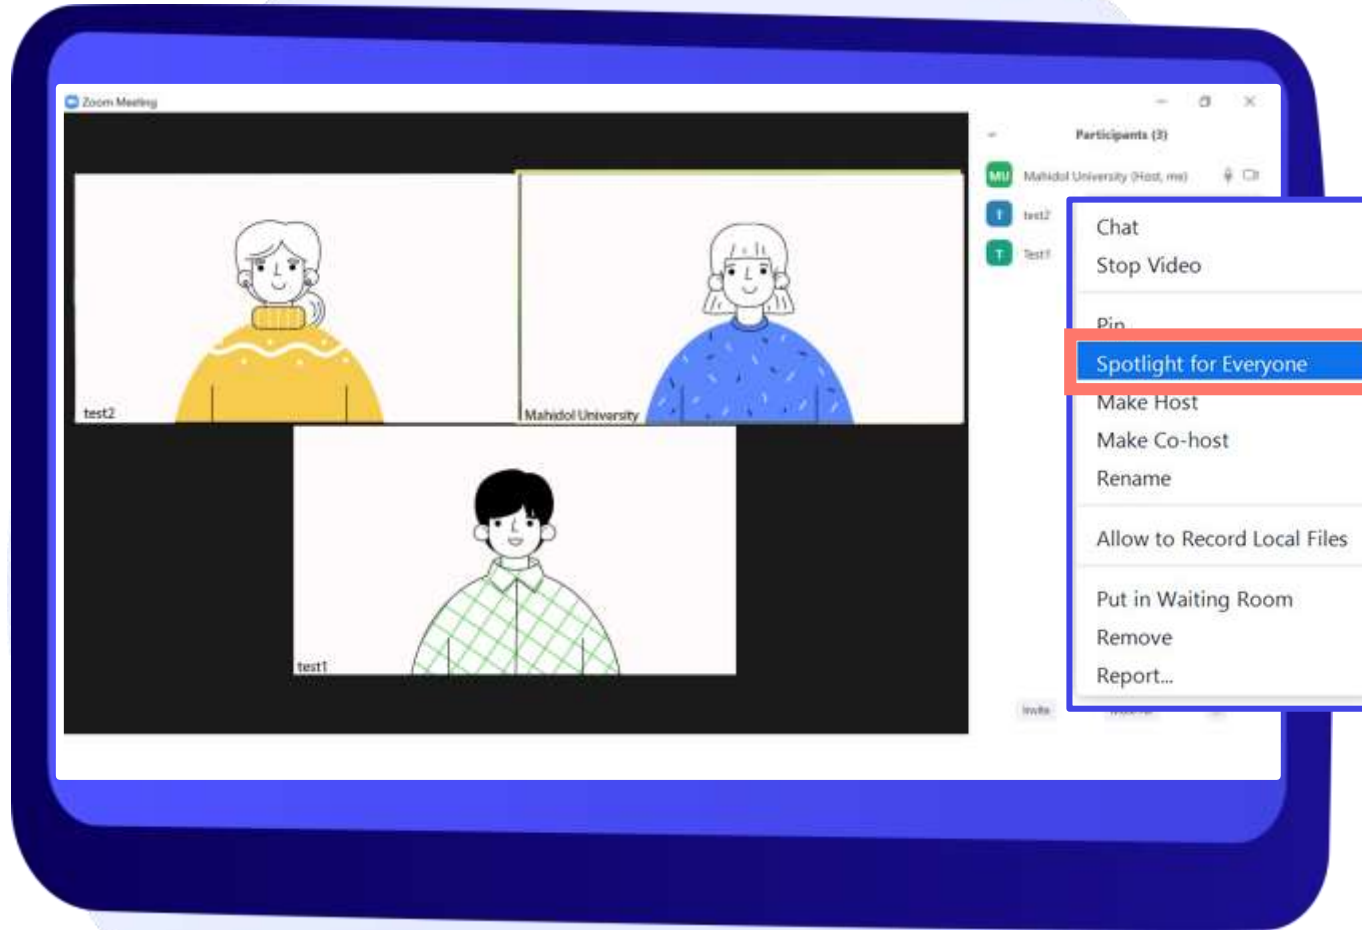 Zoom Meeting
Participants (3)
MU Mahidol University (Host, me)
T test2
T Test1
Chat
Stop Video
Pin
Spotlight for Everyone
Make Host
Make Co-host
Rename
Allow to Record Local Files
Put in Waiting Room
Remove
Report...
test2
Mahidol University
test1
Invite